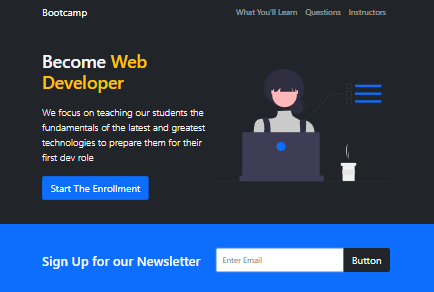 Bootcamp
What You'll Learn Questions Instructors
Become Web
Developer
We focus on teaching our students the
fundamentals of the latest and greatest
technologies to prepare them for their
first dev role
Start The Enrollment
Sign Up for our Newsletter
Enter Email
Button